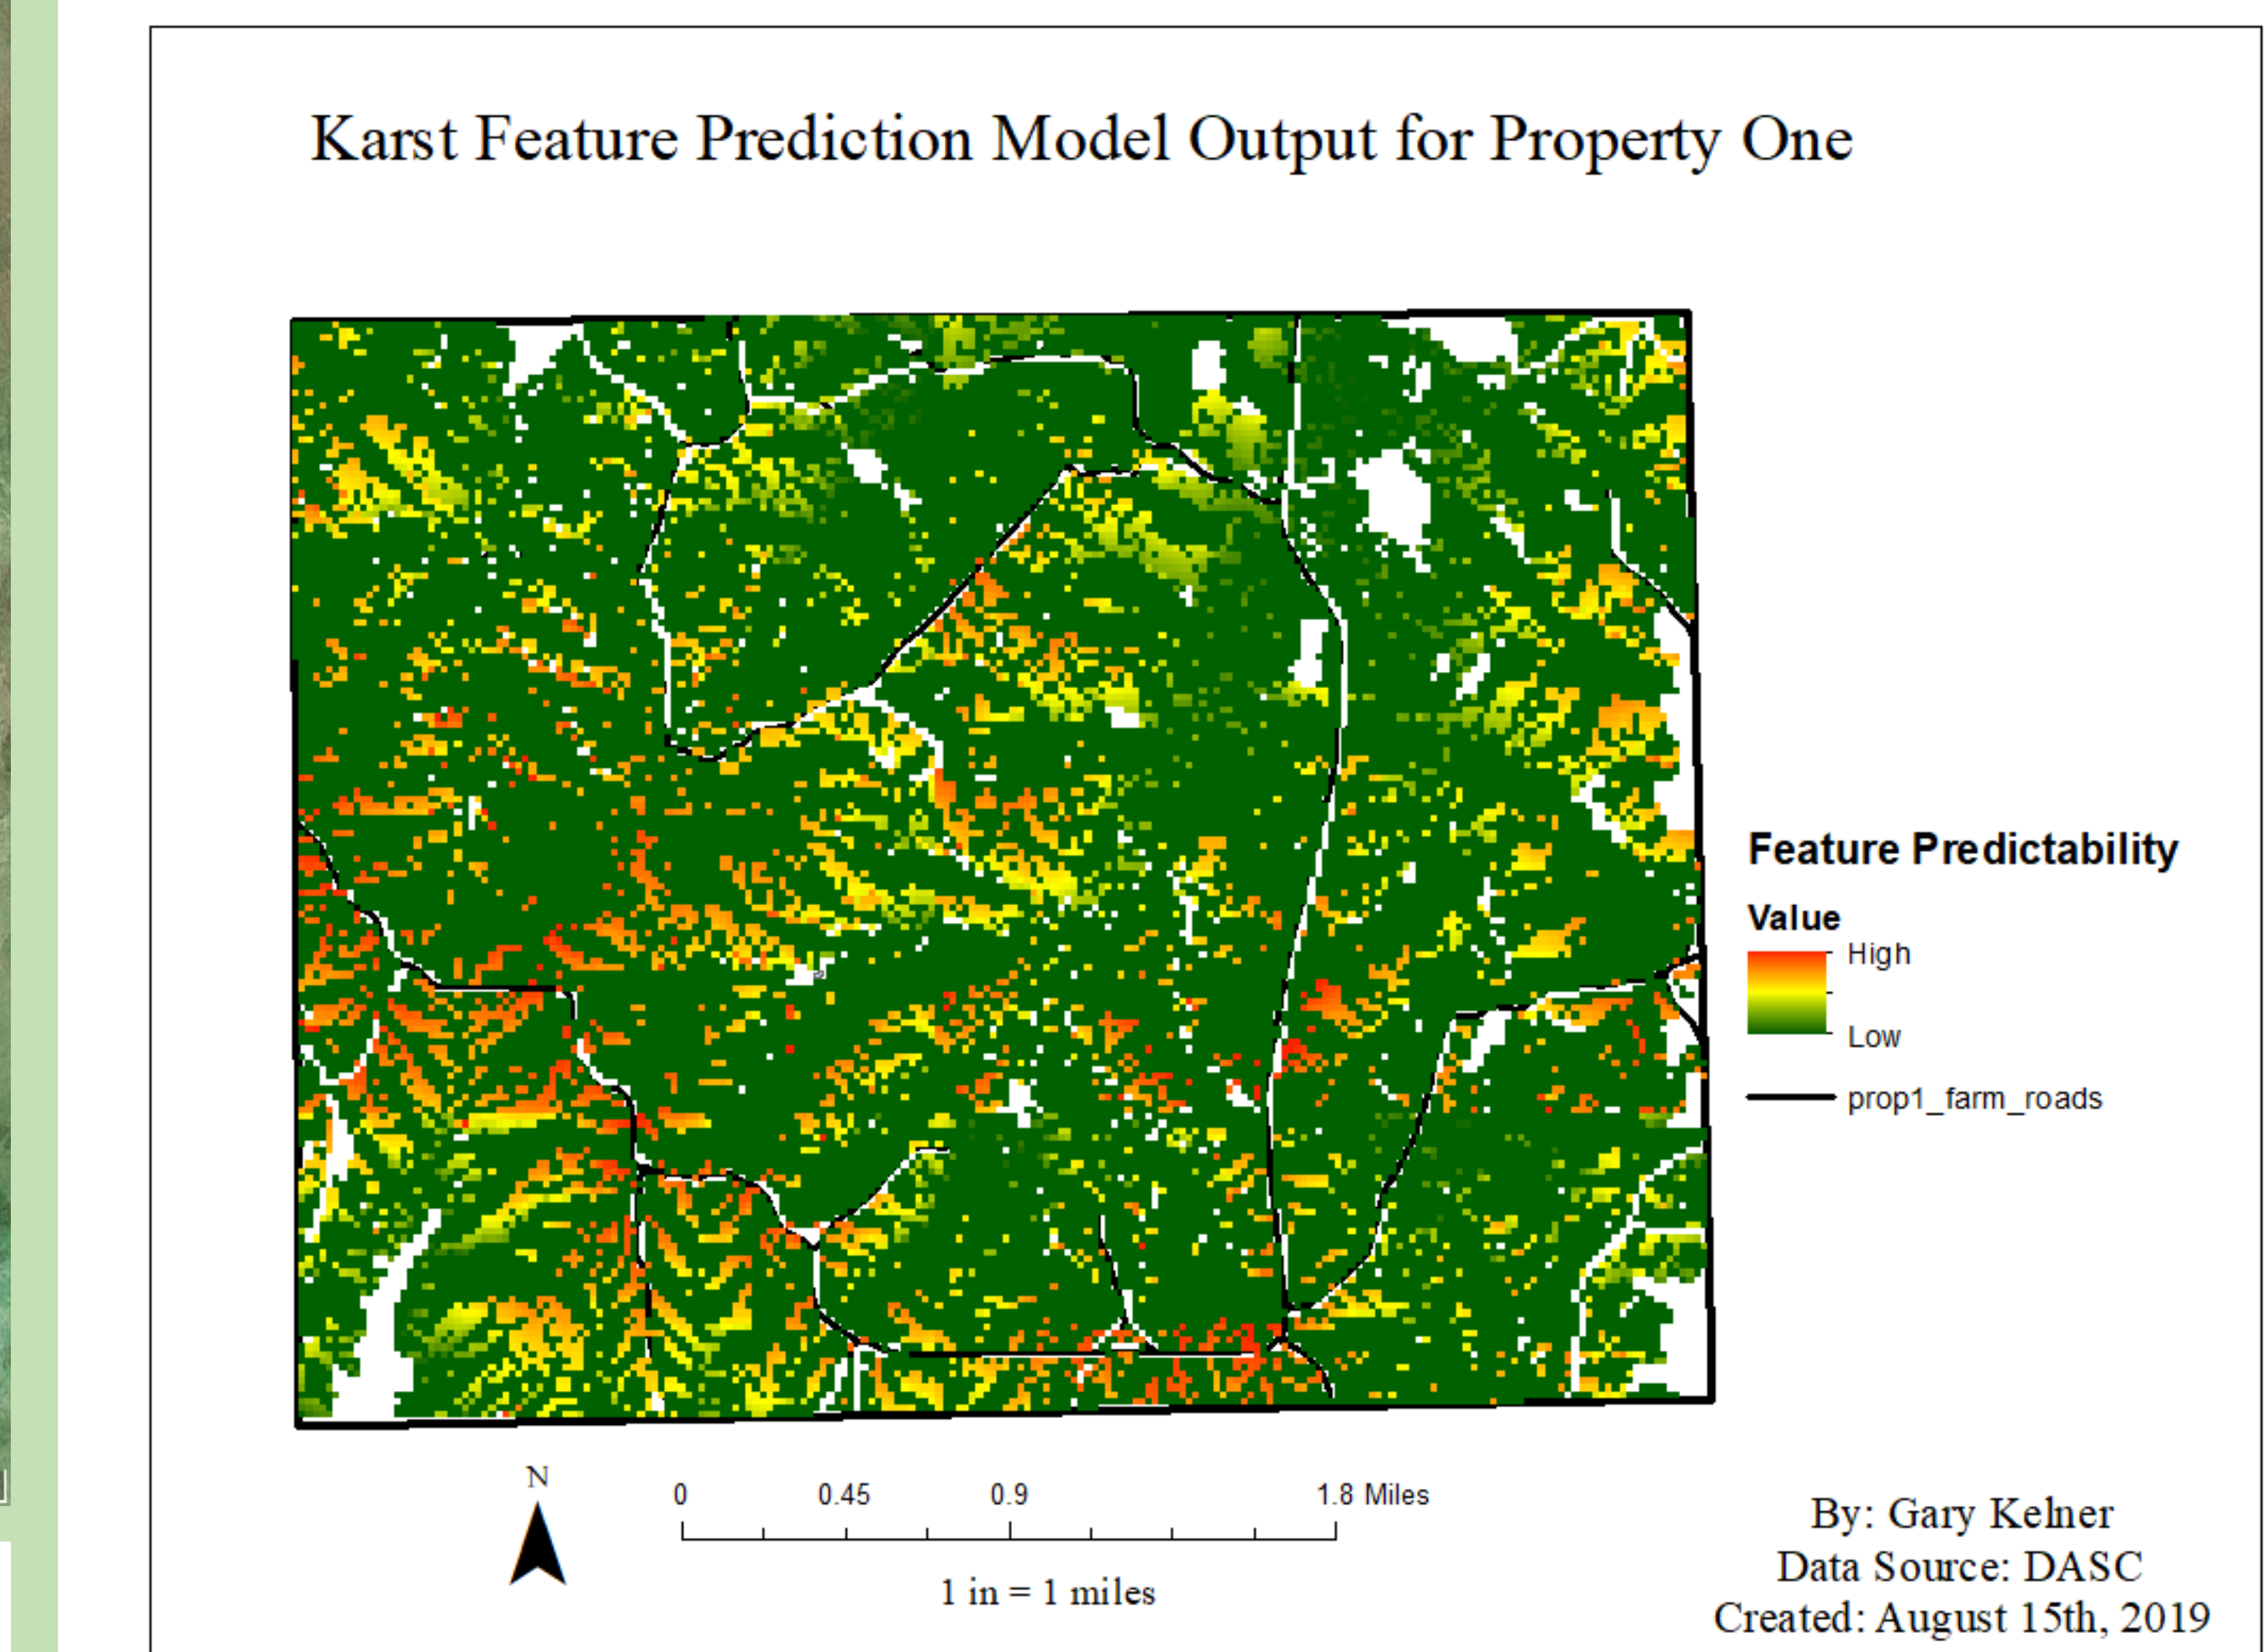 Karst Feature Prediction Model Output for Property One
Feature Predictability
Value
High
Low
prop1_farm_roads
N
0 0.45 0.9 1.8 Miles
1 in = 1 miles
By: Gary Kelner
Data Source: DASC
Created: August 15th, 2019